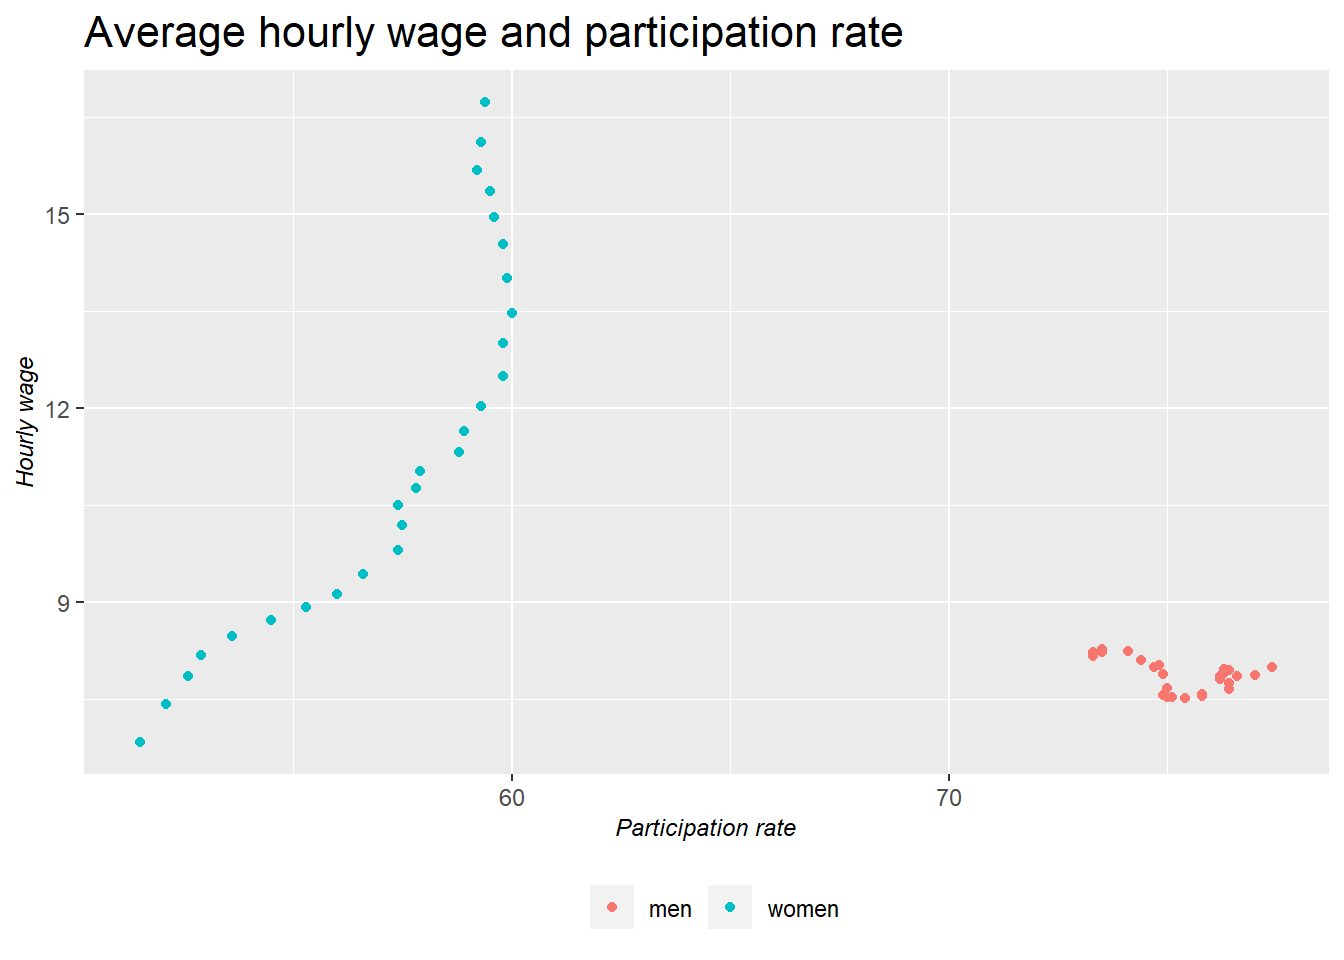 Average hourly wage and participation rate
15
12
9
Hourly wage
60 70
Participation rate
men women